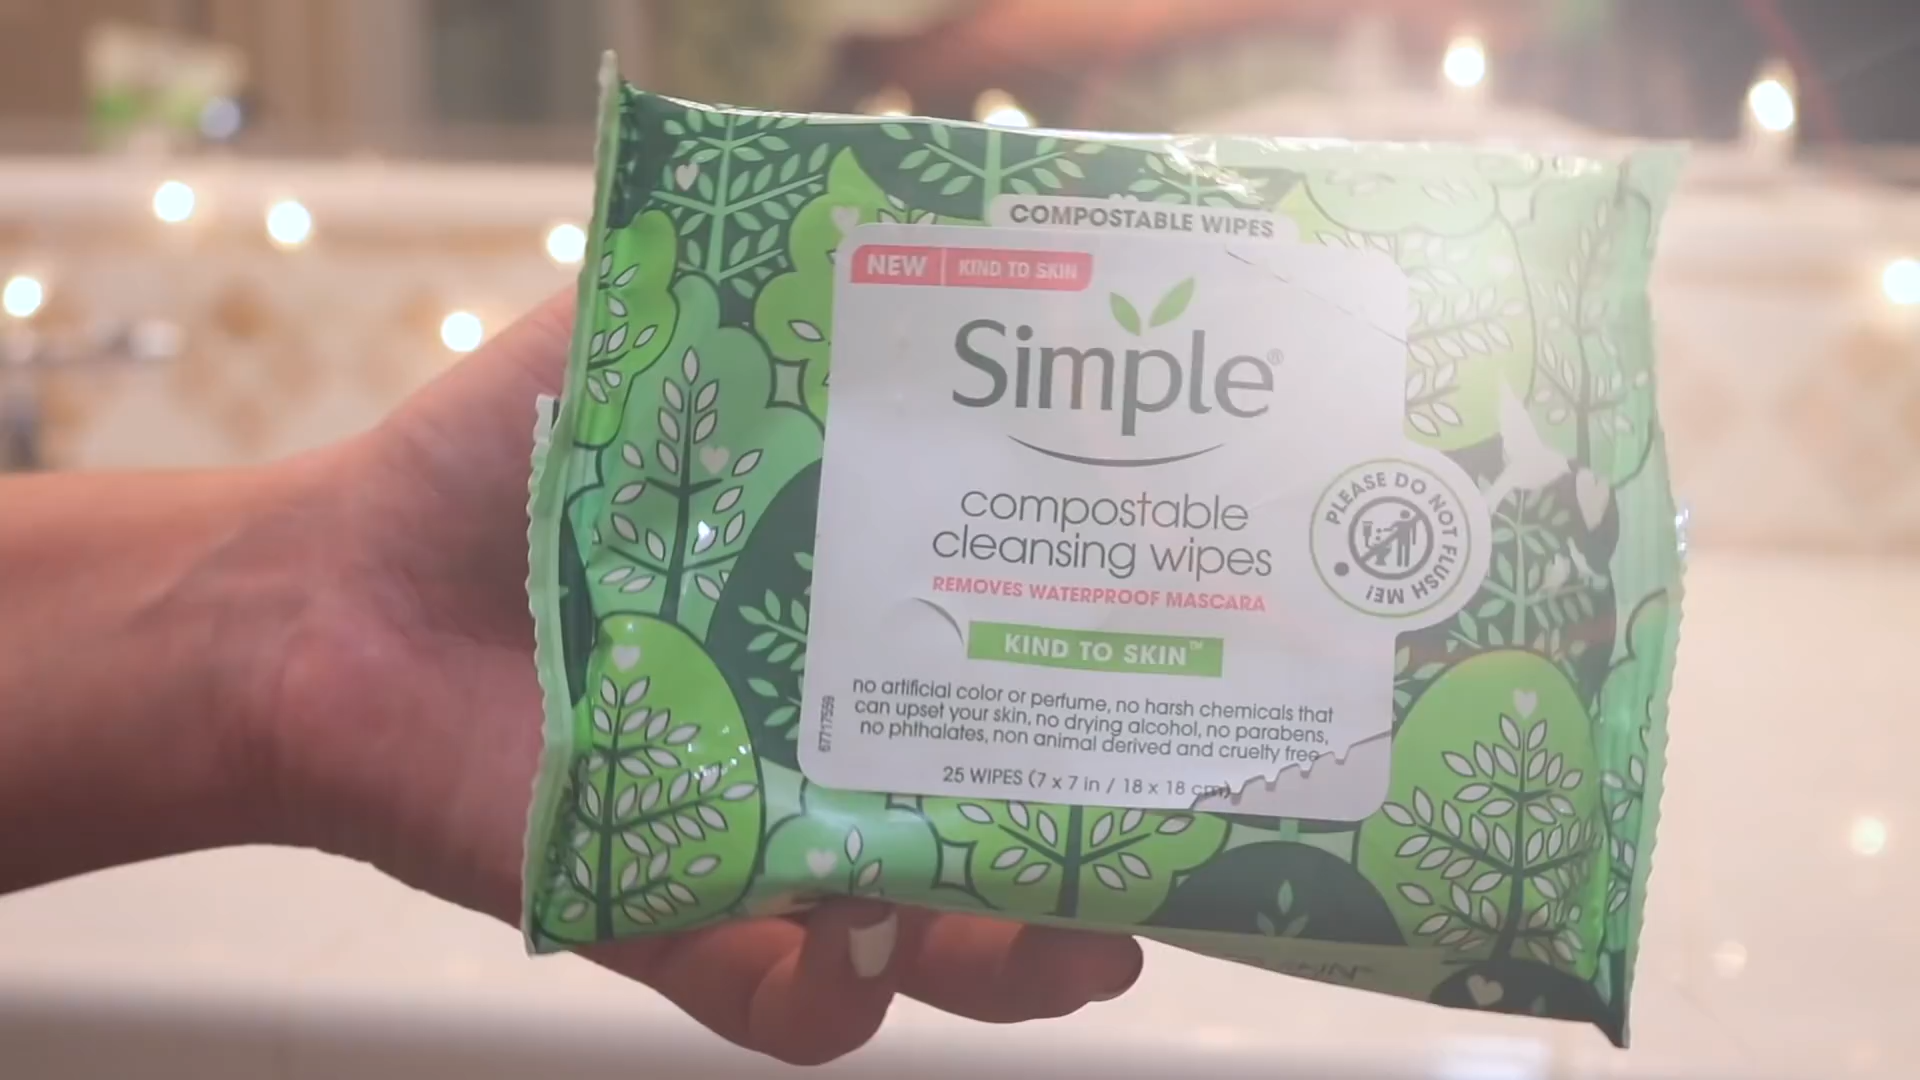 COMPOSTABLE WIPES
NEW KIND TO SKIN
Simple®
compostable
cleansing wipes
REMOVES WATERPROOF MASCARA
KIND TO SKIN™
no artificial color or perfume, no harsh chemicals that
can upset your skin, no drying alcohol, no parabens,
no phthalates, non animal derived and cruelty free
25 WIPES (7 x 7 in / 18 x 18 cm)
PLEASE DO NOT FLUSH ME!
67717559